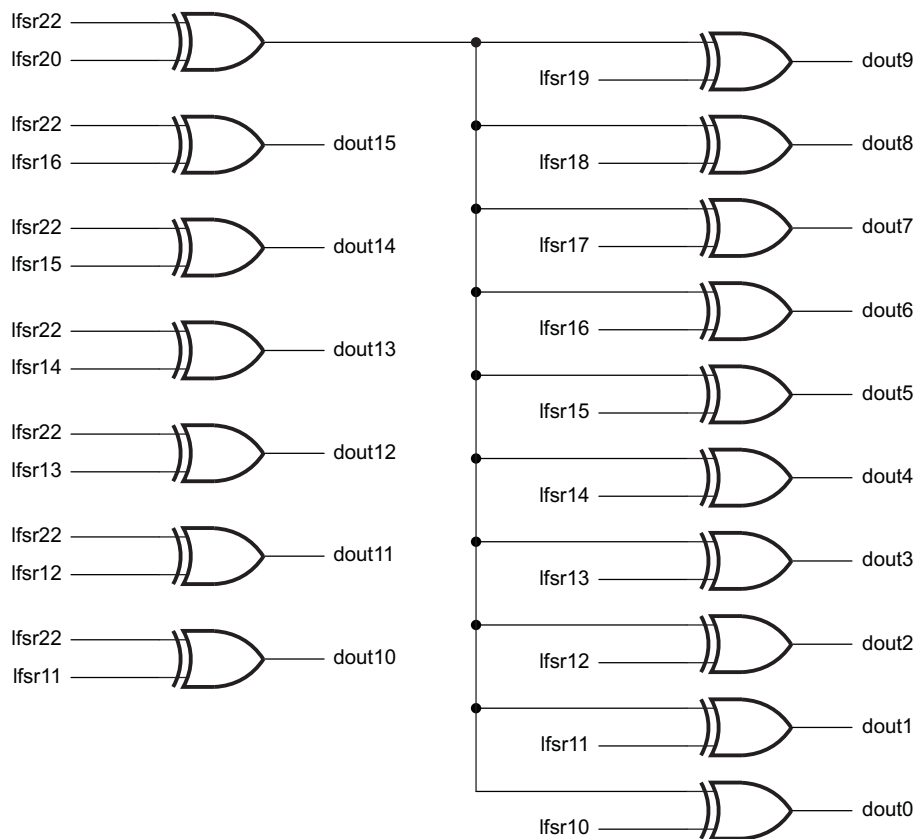 lfsr22
lfsr20
lfsr22
lfsr16
dout15
lfsr22
lfsr15
dout14
lfsr22
lfsr14
dout13
lfsr22
lfsr13
dout12
lfsr22
lfsr12
dout11
lfsr22
lfsr11
dout10
lfsr19
dout9
lfsr18
dout8
lfsr17
dout7
lfsr16
dout6
lfsr15
dout5
lfsr14
dout4
lfsr13
dout3
lfsr12
dout2
lfsr11
dout1
lfsr10
dout0